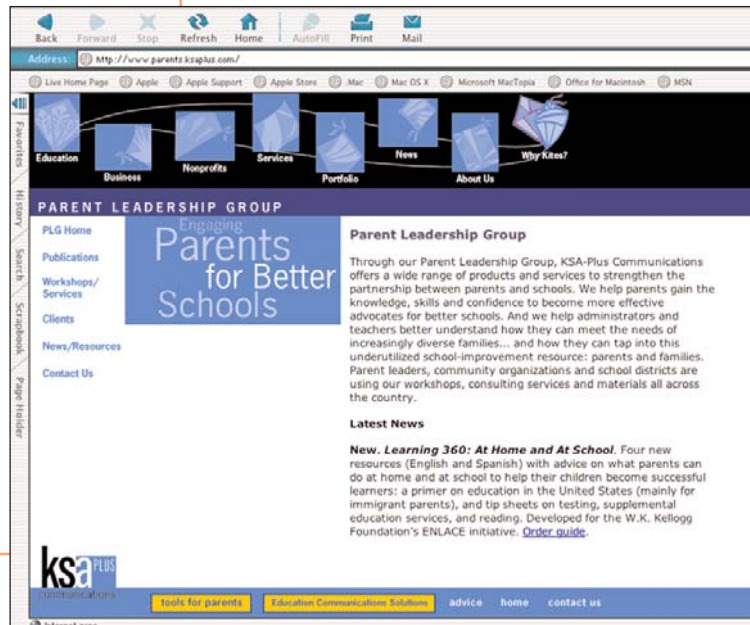 Back Forward Stop Refresh Home AutoFill Print Mail
Address: http://www.parents.ksaplus.com/
Live Home Page Apple Apple Support Apple Store .Mac Mac OS X Microsoft MacTopia Office for Macintosh MSN
Favorites
History
Search
Scrapbook
Page Holder
Education
Business
Nonprofits
Services
Portfolio
News
About Us
Why Kites?
PARENT LEADERSHIP GROUP
PLG Home
Publications
Workshops/
Services
Clients
News/Resources
Contact Us
Engaging
Parents
for Better
Schools
Parent Leadership Group
Through our Parent Leadership Group, KSA-Plus Communications
offers a wide range of products and services to strengthen the
partnership between parents and schools. We help parents gain the
knowledge, skills and confidence to become more effective
advocates for better schools. And we help administrators and
teachers better understand how they can meet the needs of
increasingly diverse families... and how they can tap into this
underutilized school-improvement resource: parents and families.
Parent leaders, community organizations and school districts are
using our workshops, consulting services and materials all across
the country.
Latest News
New. Learning 360: At Home and At School. Four new
resources (English and Spanish) with advice on what parents can
do at home and at school to help their children become successful
learners: a primer on education in the United States (mainly for
immigrant parents), and tip sheets on testing, supplemental
education services, and reading. Developed for the W.K. Kellogg
Foundation's ENLACE initiative. Order guide.
ksa PLUS
communications
tools for parents Education Communications Solutions advice home contact us